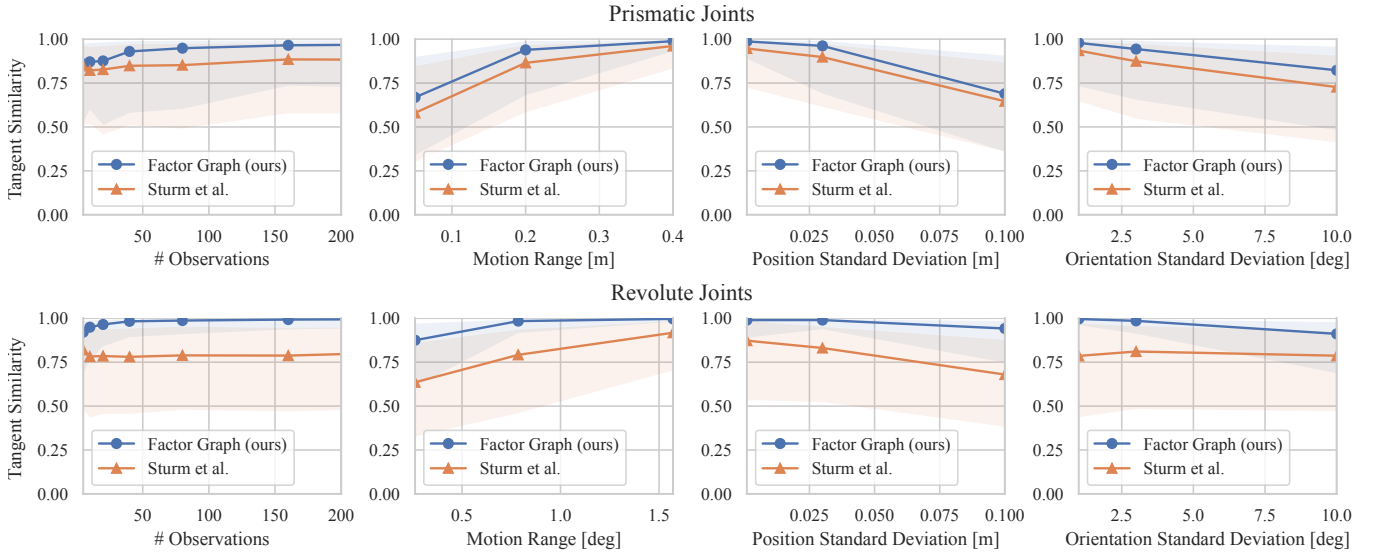 Prismatic Joints
Tangent Similarity
1.00
0.75
0.50
0.25
0.00
Factor Graph (ours)
Sturm et al.
50 100 150 200
# Observations
1.00
0.75
0.50
0.25
0.00
Factor Graph (ours)
Sturm et al.
0.1 0.2 0.3 0.4
Motion Range [m]
1.00
0.75
0.50
0.25
0.00
Factor Graph (ours)
Sturm et al.
0.025 0.050 0.075 0.100
Position Standard Deviation [m]
1.00
0.75
0.50
0.25
0.00
Factor Graph (ours)
Sturm et al.
2.5 5.0 7.5 10.0
Orientation Standard Deviation [deg]
Revolute Joints
Tangent Similarity
1.00
0.75
0.50
0.25
0.00
Factor Graph (ours)
Sturm et al.
50 100 150 200
# Observations
1.00
0.75
0.50
0.25
0.00
Factor Graph (ours)
Sturm et al.
0.5 1.0 1.5
Motion Range [deg]
1.00
0.75
0.50
0.25
0.00
Factor Graph (ours)
Sturm et al.
0.025 0.050 0.075 0.100
Position Standard Deviation [m]
1.00
0.75
0.50
0.25
0.00
Factor Graph (ours)
Sturm et al.
2.5 5.0 7.5 10.0
Orientation Standard Deviation [deg]